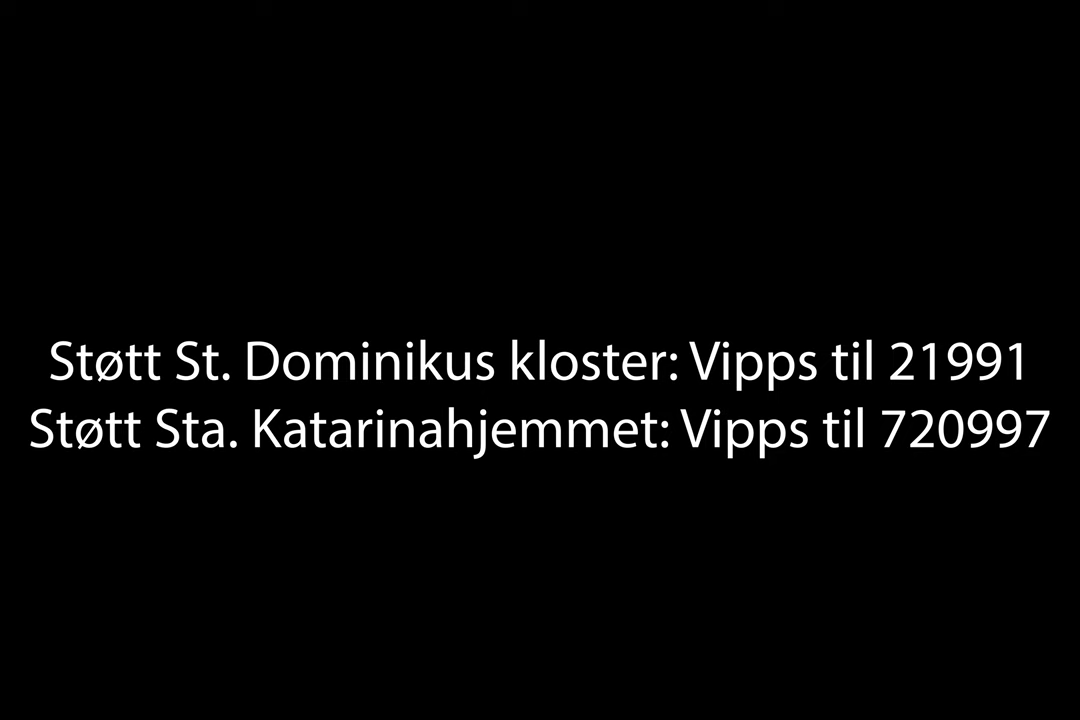 Støtt St. Dominikus kloster: Vipps til 21991
Støtt Sta. Katarinahjemmet: Vipps til 720997